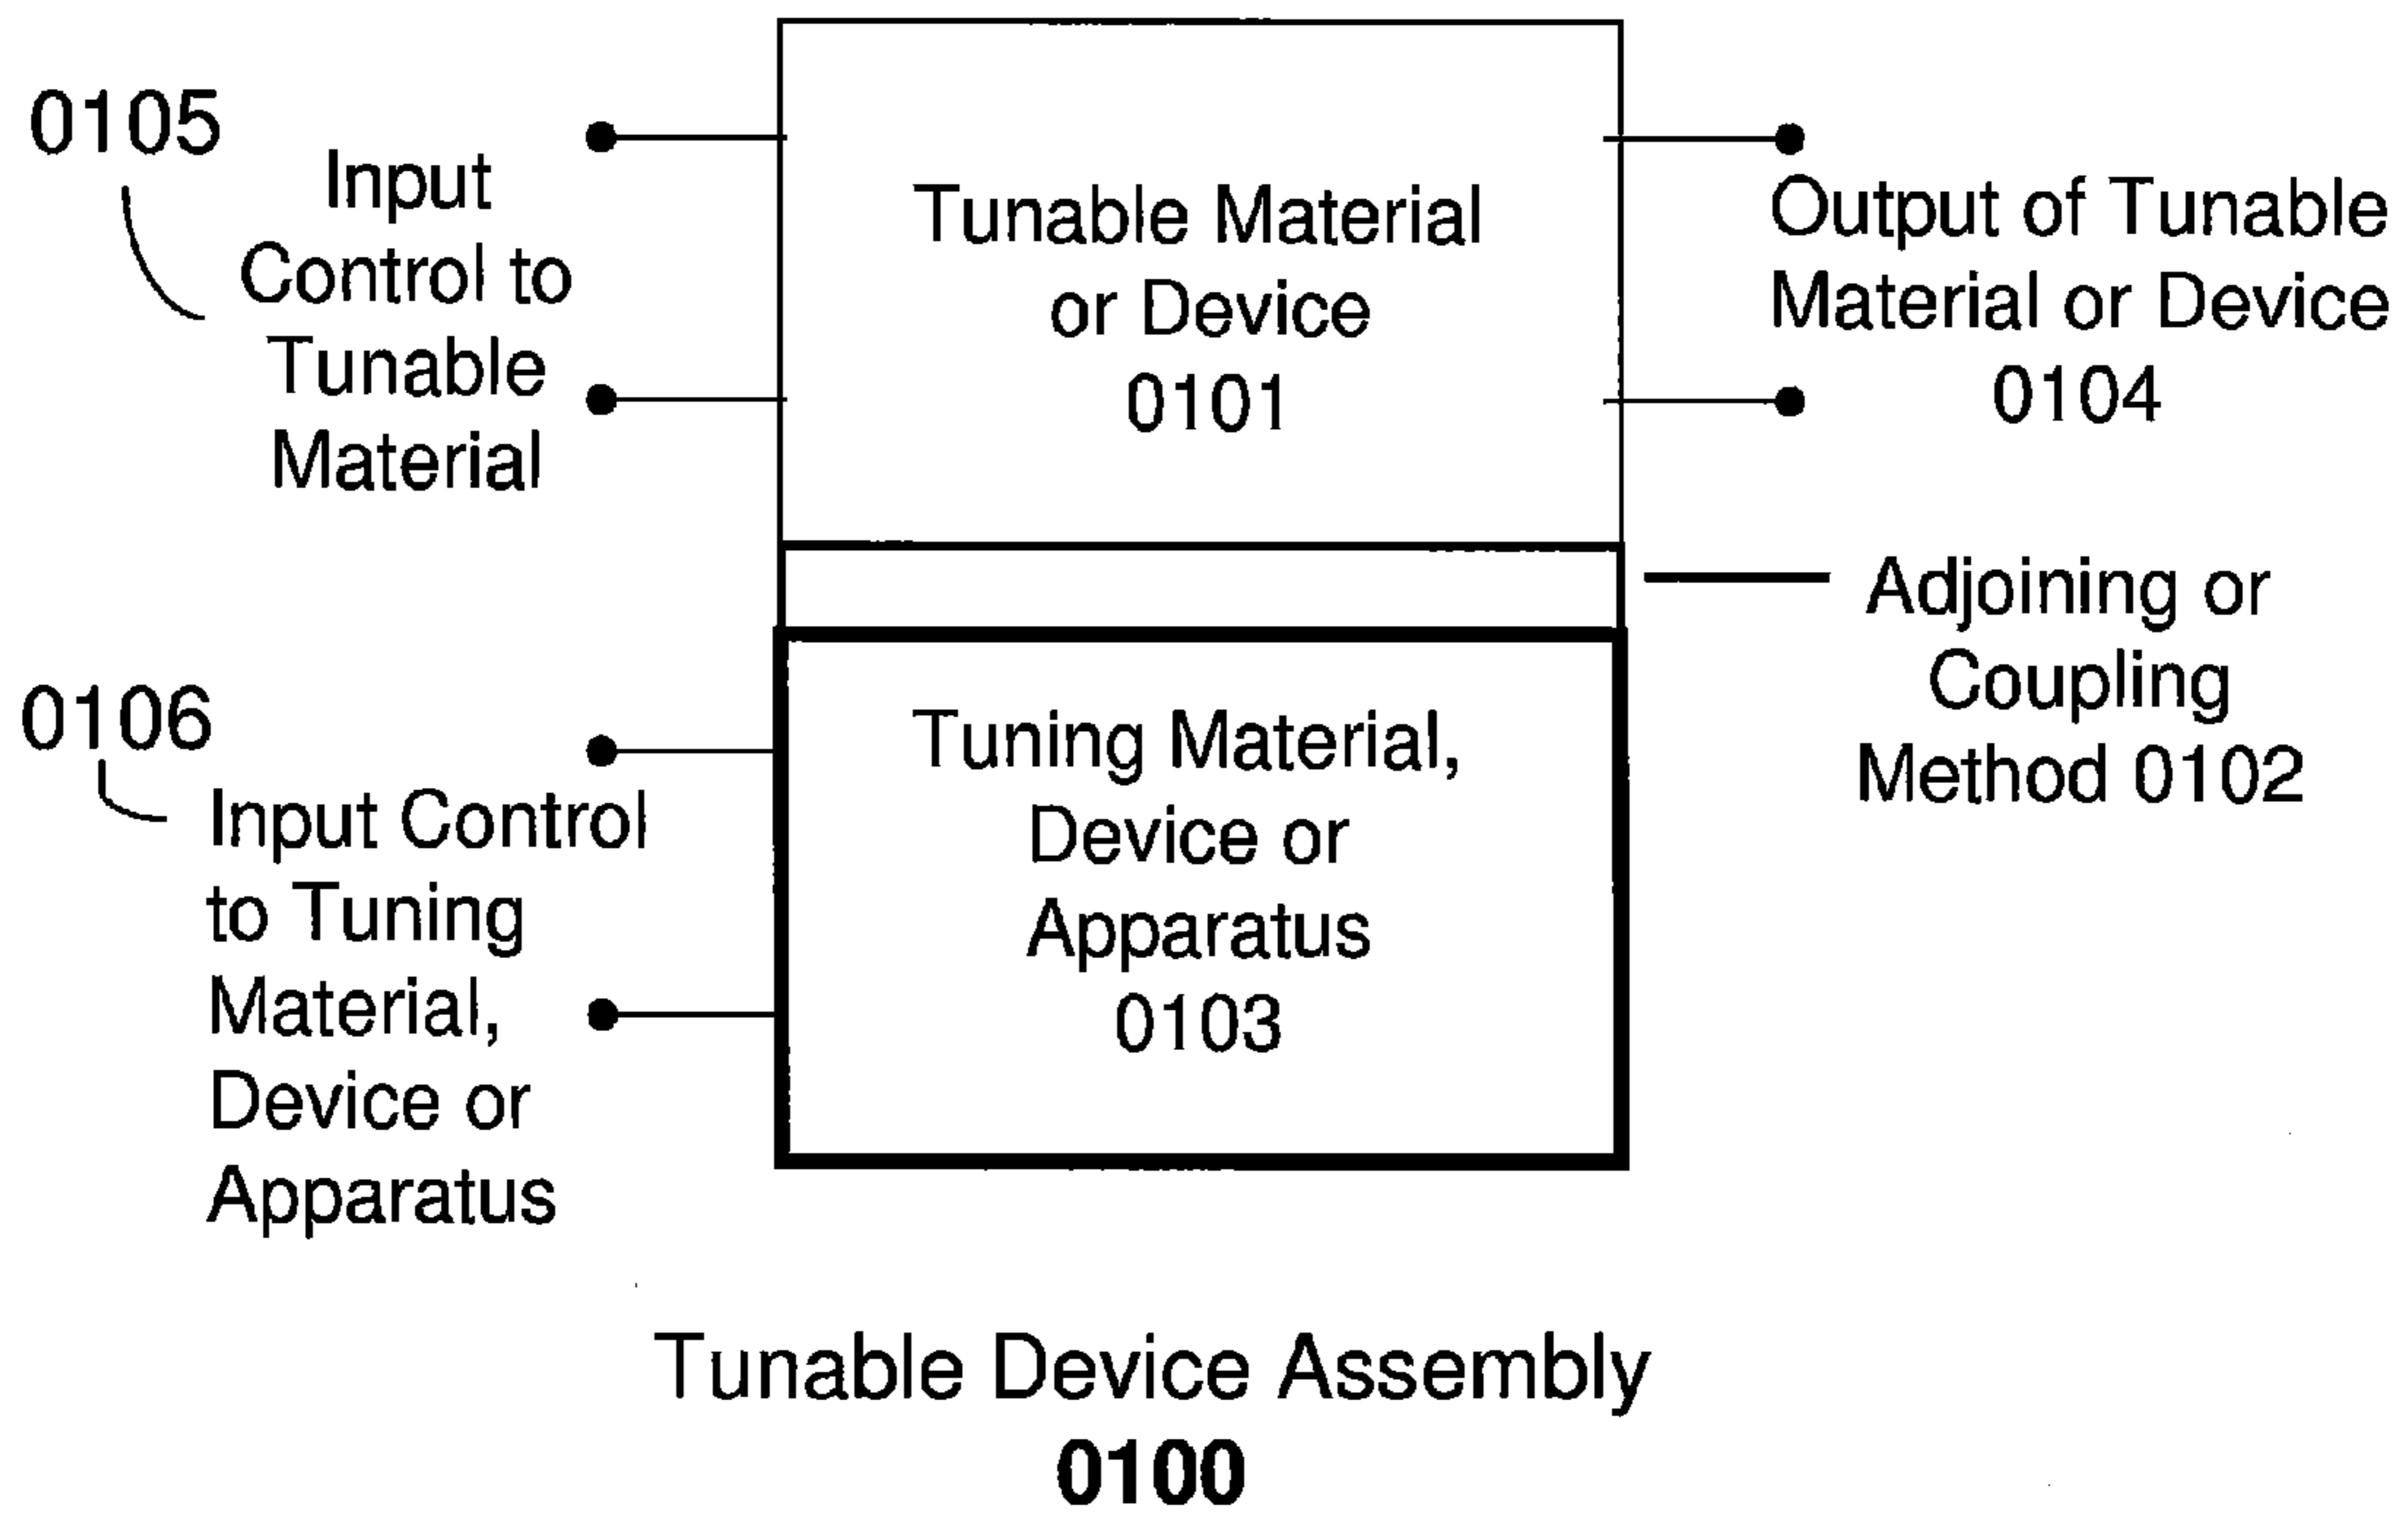 0105
Input
Control to
Tunable
Material
Tunable Material
or Device
0101
Output of Tunable
Material or Device
0104
Adjoining or
Coupling
Method 0102
0106
Input Control
to Tuning
Material,
Device or
Apparatus
Tuning Material,
Device or
Apparatus
0103
Tunable Device Assembly
0100